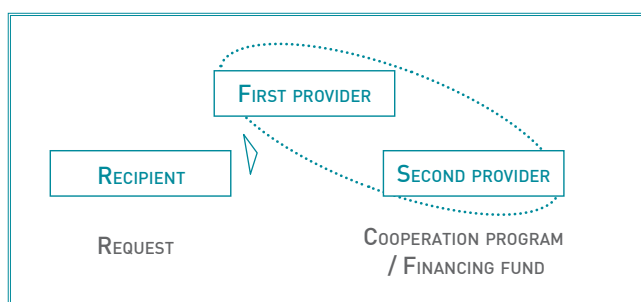 First provider
Recipient
Second provider
Request
Cooperation program
/ Financing fund